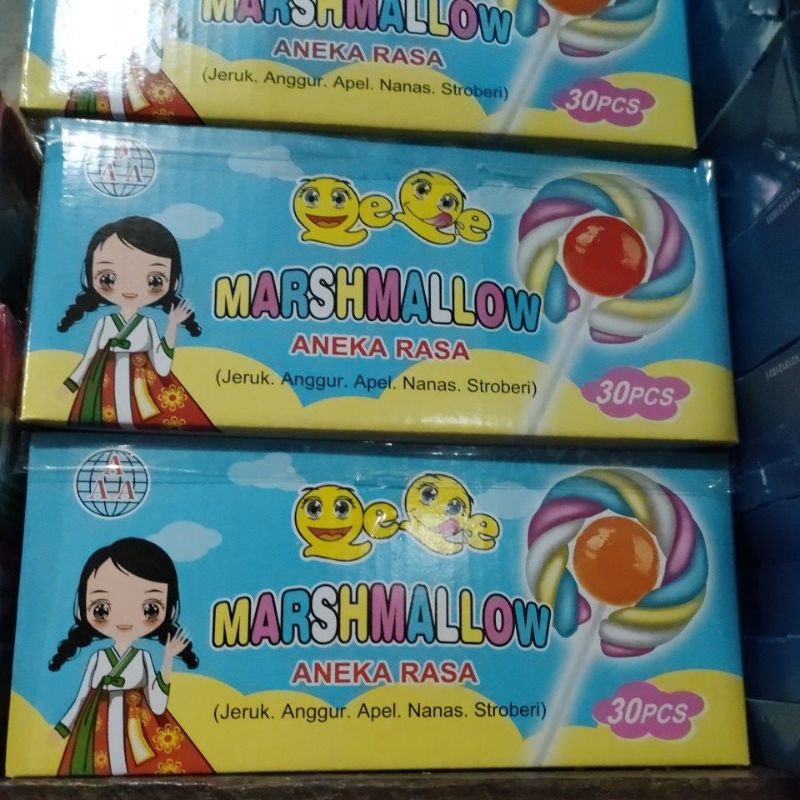 MARSHMALLOW
ANEKA RASA
(Jeruk. Anggur. Apel. Nanas. Stroberi)
30PCS
A
A A
QeQe
MARSHMALLOW
ANEKA RASA
(Jeruk. Anggur. Apel. Nanas. Stroberi)
30PCS
A
A A
QeQe
MARSHMALLOW
ANEKA RASA
(Jeruk. Anggur. Apel. Nanas. Stroberi)
30PCS